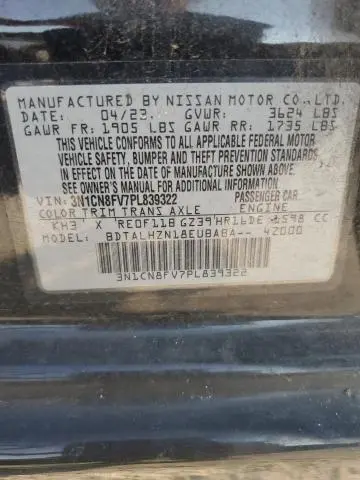 MANUFACTURED BY NISSAN MOTOR CO., LTD.
DATE: 04/23 GVWR: 3624 LBS
GAWR FR: 1905 LBS GAWR RR: 1735 LBS
THIS VEHICLE CONFORMS TO ALL APPLICABLE FEDERAL MOTOR
VEHICLE SAFETY, BUMPER AND THEFT PREVENTION STANDARDS
IN EFFECT ON THE DATE OF MANUFACTURE SHOWN ABOVE.
SEE OWNER'S MANUAL FOR ADDITIONAL INFORMATION
VIN: 3N1CN8FV7PL839322 PASSENGER CAR
COLOR TRIM TRANS AXLE ENGINE
KH3 X RE0F11B GZ39 HR16DE 1598 CC
MODEL: BDTALHZN18EUBABA-- 4Z000
3N1CN8FV7PL839322